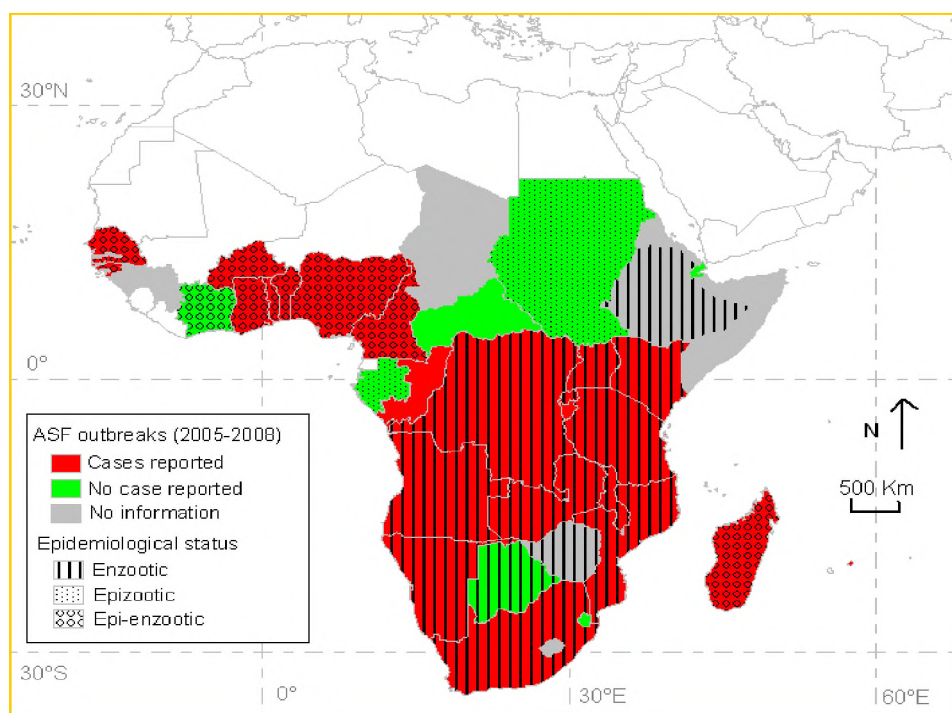 30°N
0°
ASF outbreaks (2005-2008)
Cases reported
No case reported
No information
Epidemiological status
Enzootic
Epizootic
Epi-enzootic
N
500 Km
30°S
0°
30°E
60°E